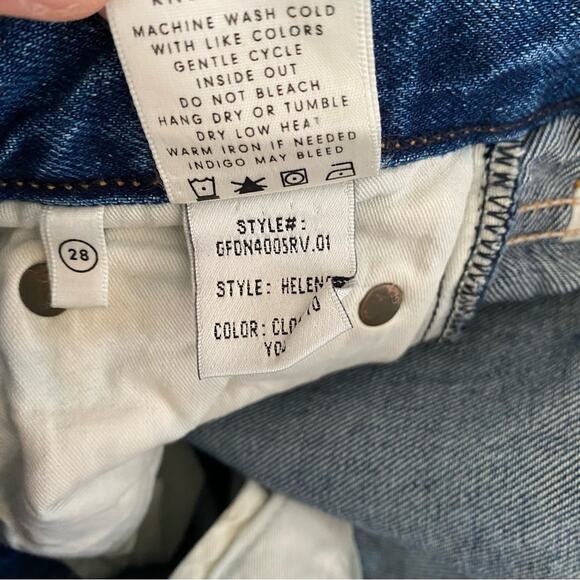 MACHINE WASH COLD
WITH LIKE COLORS
GENTLE CYCLE
INSIDE OUT
DO NOT BLEACH
HANG DRY OR TUMBLE
DRY LOW HEAT
WARM IRON IF NEEDED
INDIGO MAY BLEED
28
STYLE#:
GFDN4005RV.01
STYLE:
COLOR: